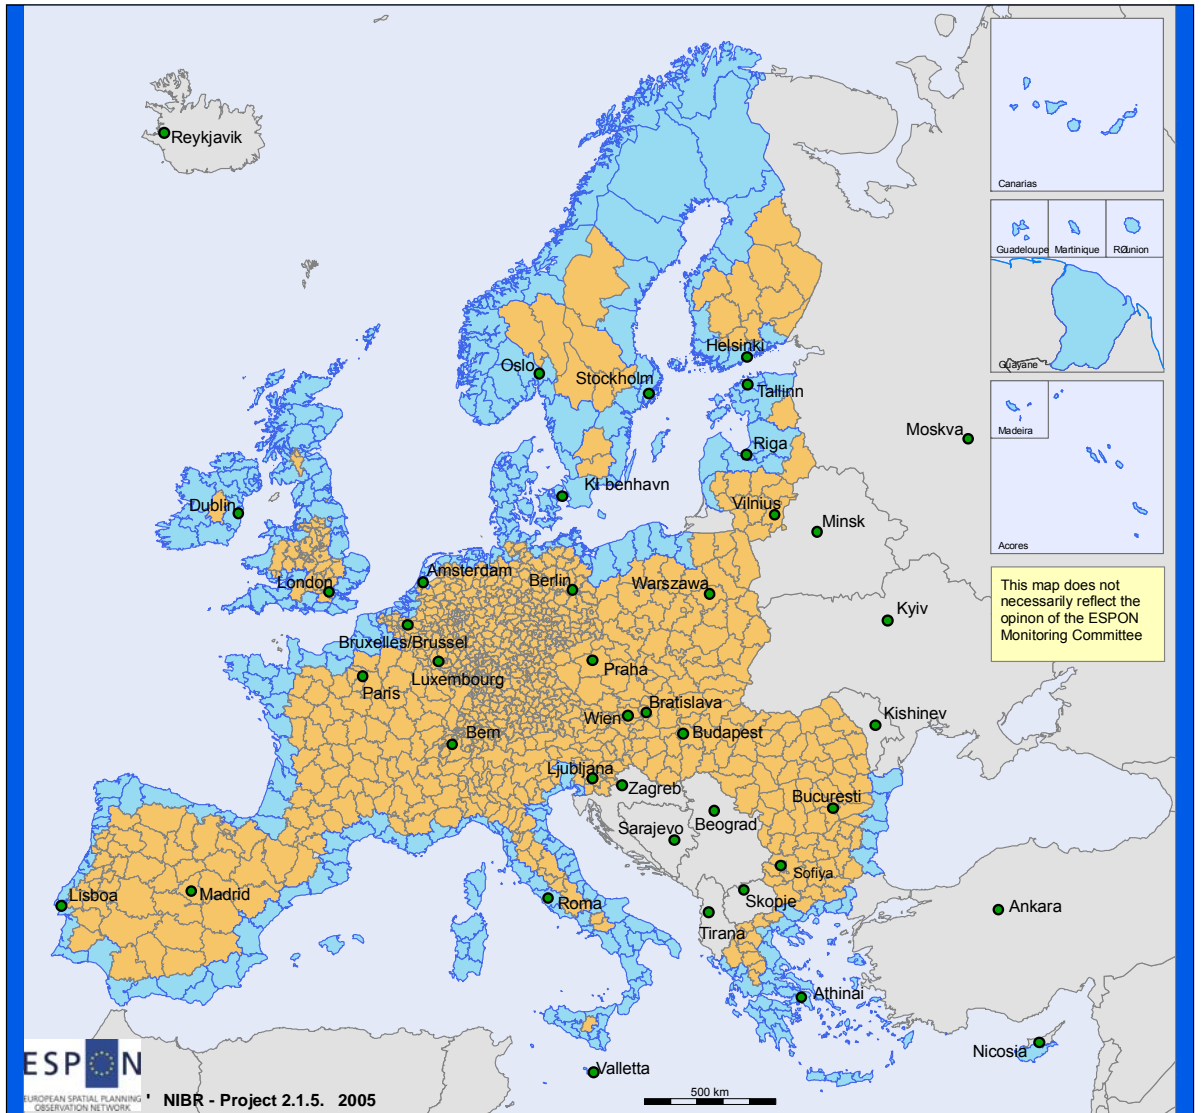 Reykjavik
Canarias
Guadeloupe
Martinique
RØunion
Guayane
Madeira
Acores
Helsinki
Oslo
Stockholm
Tallinn
Moskva
Riga
KI benhavn
Dublin
Vilnius
Minsk
London
Amsterdam
Berlin
Warszawa
Kyiv
This map does not
necessarily reflect the
opinon of the ESPON
Monitoring Committee
Bruxelles/Brussel
Luxembourg
Praha
Paris
Bratislava
Wien
Kishinev
Bern
Budapest
Ljubljana
Zagreb
Bucuresti
Sarajevo
Beograd
Sofiya
Lisboa
Madrid
Roma
Skopje
Ankara
Tirana
Athinai
Nicosia
Valletta
ESPON
EUROPEAN SPATIAL PLANNING
OBSERVATION NETWORK
' NIBR - Project 2.1.5. 2005
500 km